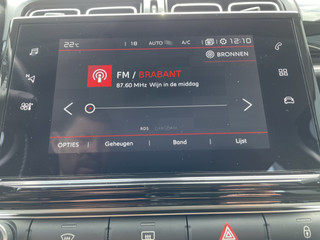 22°C 18 AUTO A/C 12:10
BRONNEN
FM / BRABANT
87.60 MHz Wijn in de middag
RDS
OPTIES Geheugen Band Lijst